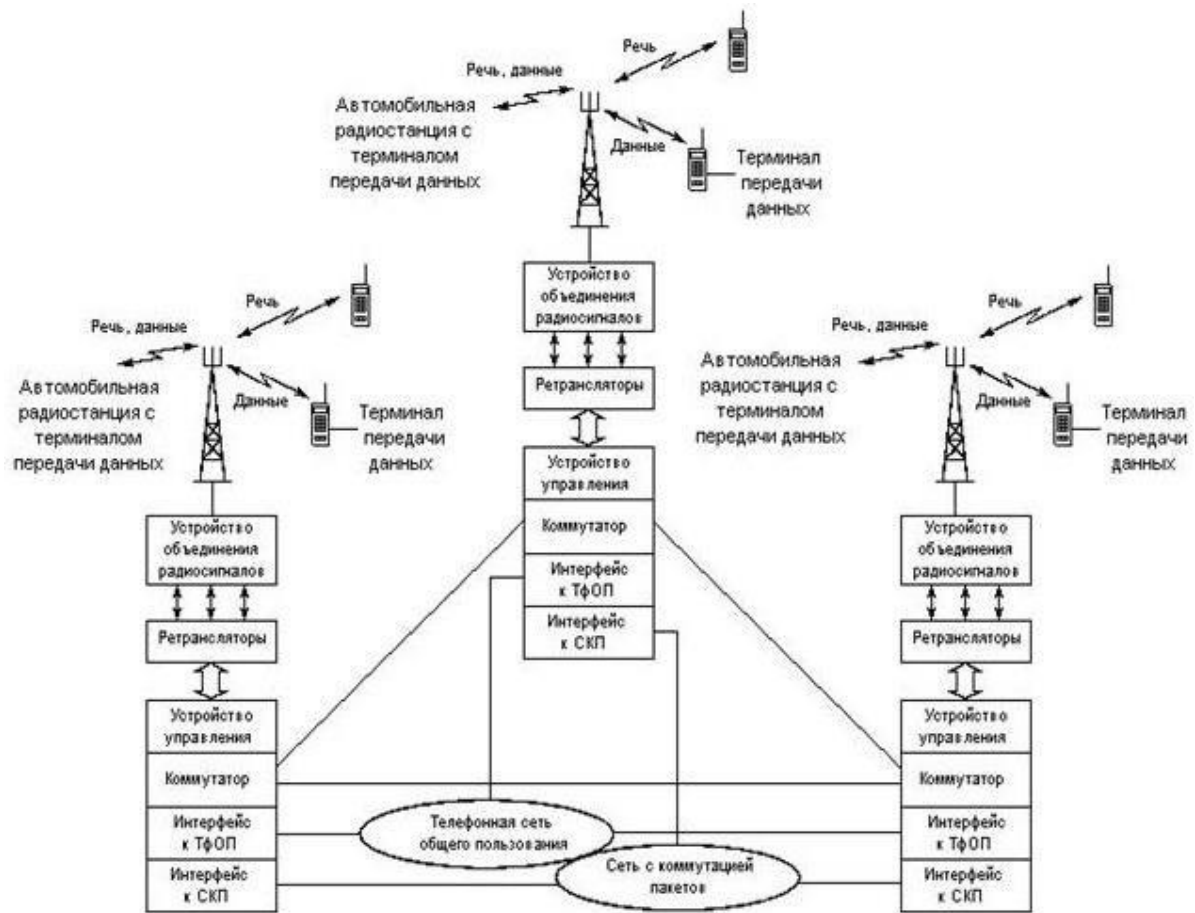 Речь
Речь, данные
Автомобильная
радиостанция с
терминалом
передачи данных
Данные
Терминал
передачи
данных
Устройство
объединения
радиосигналов
Ретрансляторы
Устройство
управления
Коммутатор
Интерфейс
к ТфОП
Интерфейс
к СКП
Речь
Речь, данные
Автомобильная
радиостанция с
терминалом
передачи данных
Данные
Терминал
передачи
данных
Устройство
объединения
радиосигналов
Ретрансляторы
Устройство
управления
Коммутатор
Интерфейс
к ТфОП
Интерфейс
к СКП
Речь
Речь, данные
Автомобильная
радиостанция с
терминалом
передачи данных
Данные
Терминал
передачи
данных
Устройство
объединения
радиосигналов
Ретрансляторы
Устройство
управления
Коммутатор
Интерфейс
к ТфОП
Интерфейс
к СКП
Телефонная сеть
общего пользования
Сеть с коммутацией
пакетов